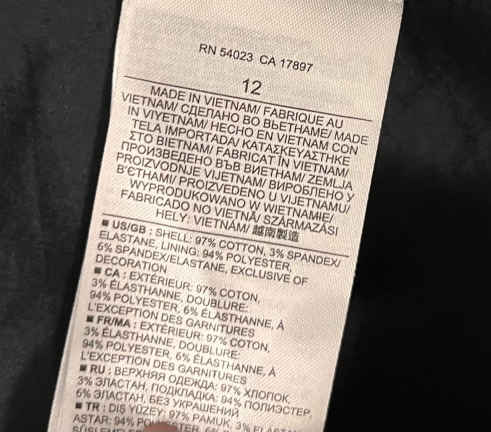 RN 54023 CA 17897
12
MADE IN VIETNAM/ FABRIQUE AU
VIETNAM/ СДЕЛАНО ВО ВЬЕТНАМЕ/ MADE
IN VIYETNAM/ HECHO EN VIETNAM CON
TELA IMPORTADA/ ΚΑΤΑΣΚΕΥΑΣΤΗΚΕ
ΣΤΟ ΒΙΕΤΝΑΜ/ FABRICAT ÎN VIETNAM/
ПРОИЗВЕДЕНО ВЪВ ВИЕТНАМ/ ZEMLJA
PROIZVODNJE VIJETNAM/ ВИРОБЛЕНО У
В'ЄТНАМІ/ PROIZVEDENO U VIJETNAMU/
WYPRODUKOWANO W WIETNAMIE/
FABRICADO NO VIETNÃ/ SZÁRMAZÁSI
HELY: VIETNÁM/ 越南製造
■ US/GB : SHELL: 97% COTTON, 3% SPANDEX/
ELASTANE, LINING: 94% POLYESTER,
6% SPANDEX/ELASTANE, EXCLUSIVE OF
DECORATION
■ CA : EXTÉRIEUR: 97% COTON,
3% ÉLASTHANNE, DOUBLURE:
94% POLYESTER, 6% ÉLASTHANNE, À
L'EXCEPTION DES GARNITURES
■ FR/MA : EXTÉRIEUR: 97% COTON,
3% ÉLASTHANNE, DOUBLURE:
94% POLYESTER, 6% ÉLASTHANNE, À
L'EXCEPTION DES GARNITURES
■ RU : ВЕРХНЯЯ ОДЕЖДА: 97% ХЛОПОК,
3% ЭЛАСТАН, ПОДКЛАДКА: 94% ПОЛИЭСТЕР,
6% ЭЛАСТАН, БЕЗ УКРАШЕНИЙ
■ TR : DIŞ YÜZEY: 97% PAMUK, 3%
ASTAR: 94%